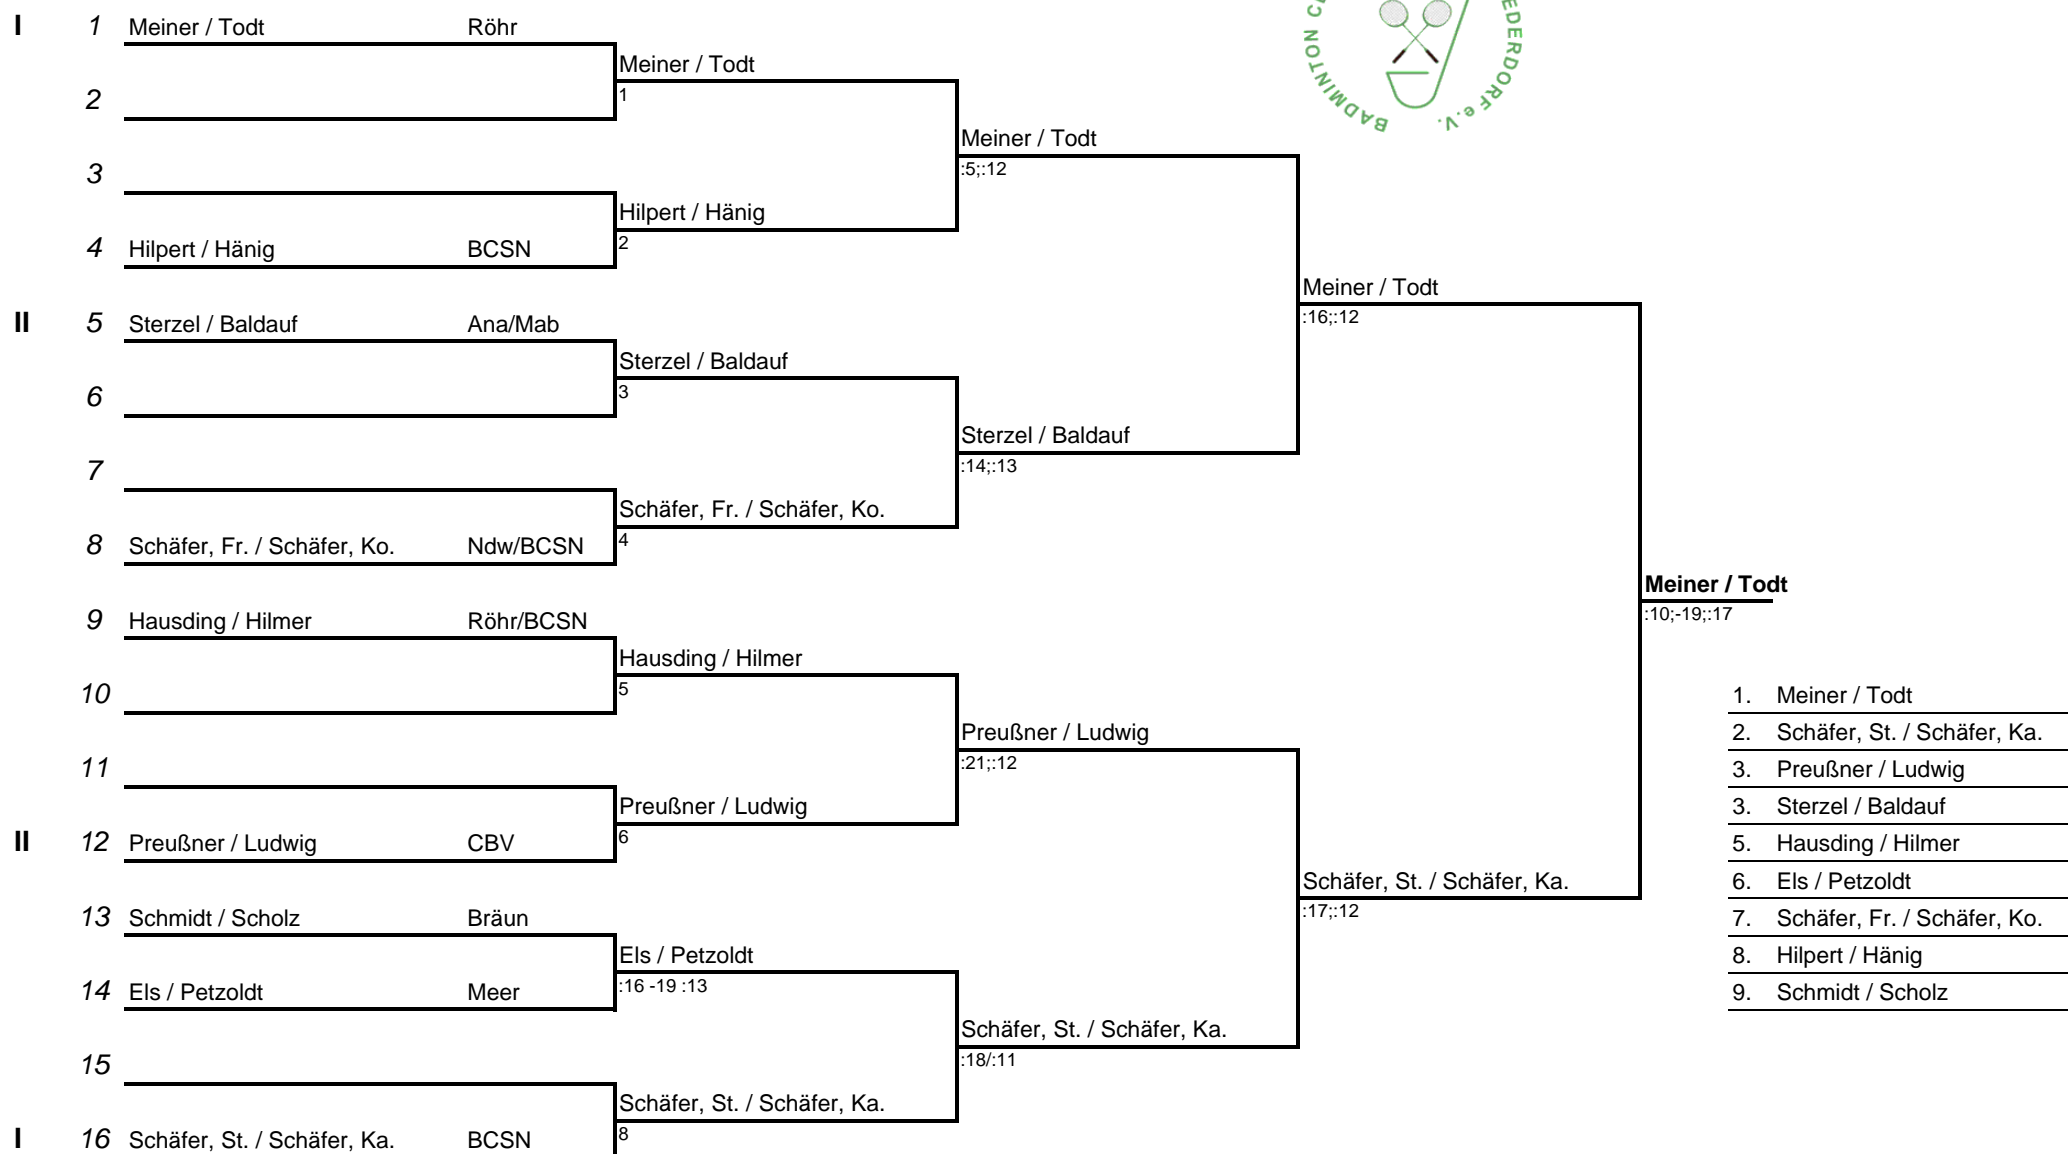 I 1 Meiner / Todt Röhr
Meiner / Todt
2
1
Meiner / Todt
3
:5;:12
Hilpert / Hänig
4 Hilpert / Hänig BCSN
2
Meiner / Todt
II 5 Sterzel / Baldauf Ana/Mab
:16;:12
Sterzel / Baldauf
6
3
Sterzel / Baldauf
7
:14;:13
Schäfer, Fr. / Schäfer, Ko.
8 Schäfer, Fr. / Schäfer, Ko. Ndw/BCSN
4
Meiner / Todt
9 Hausding / Hilmer Röhr/BCSN
:10;-19;:17
Hausding / Hilmer
10
5
Preußner / Ludwig
11
:21;:12
Preußner / Ludwig
II 12 Preußner / Ludwig CBV
6
Schäfer, St. / Schäfer, Ka.
13 Schmidt / Scholz Bräun
:17;:12
Els / Petzoldt
14 Els / Petzoldt Meer
:16 -19 :13
Schäfer, St. / Schäfer, Ka.
15
:18/:11
Schäfer, St. / Schäfer, Ka.
I 16 Schäfer, St. / Schäfer, Ka. BCSN
8
1. Meiner / Todt
2. Schäfer, St. / Schäfer, Ka.
3. Preußner / Ludwig
3. Sterzel / Baldauf
5. Hausding / Hilmer
6. Els / Petzoldt
7. Schäfer, Fr. / Schäfer, Ko.
8. Hilpert / Hänig
9. Schmidt / Scholz
BADMINTON
e.V.